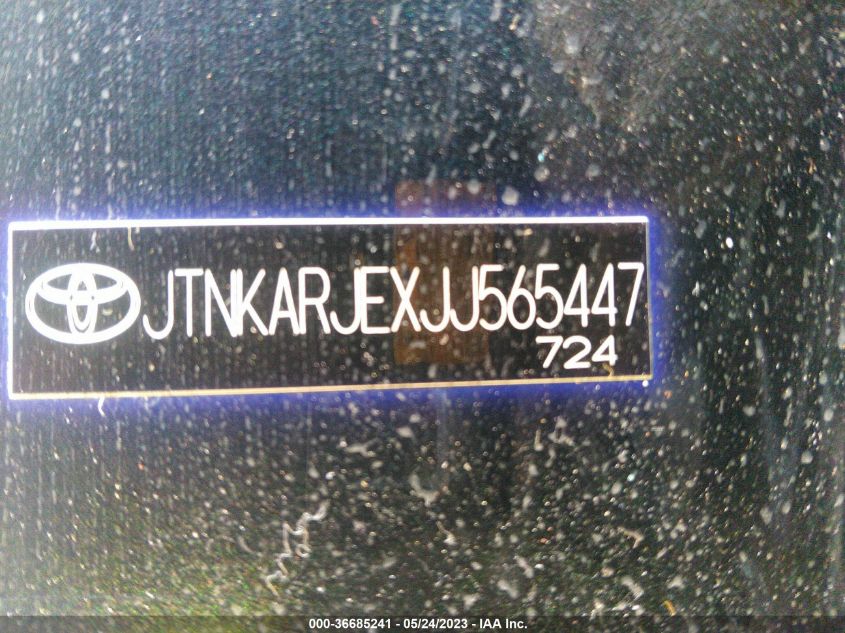 JTNKARJEXJJ565447
724
000-36685241 - 05/24/2023 - IAA Inc.